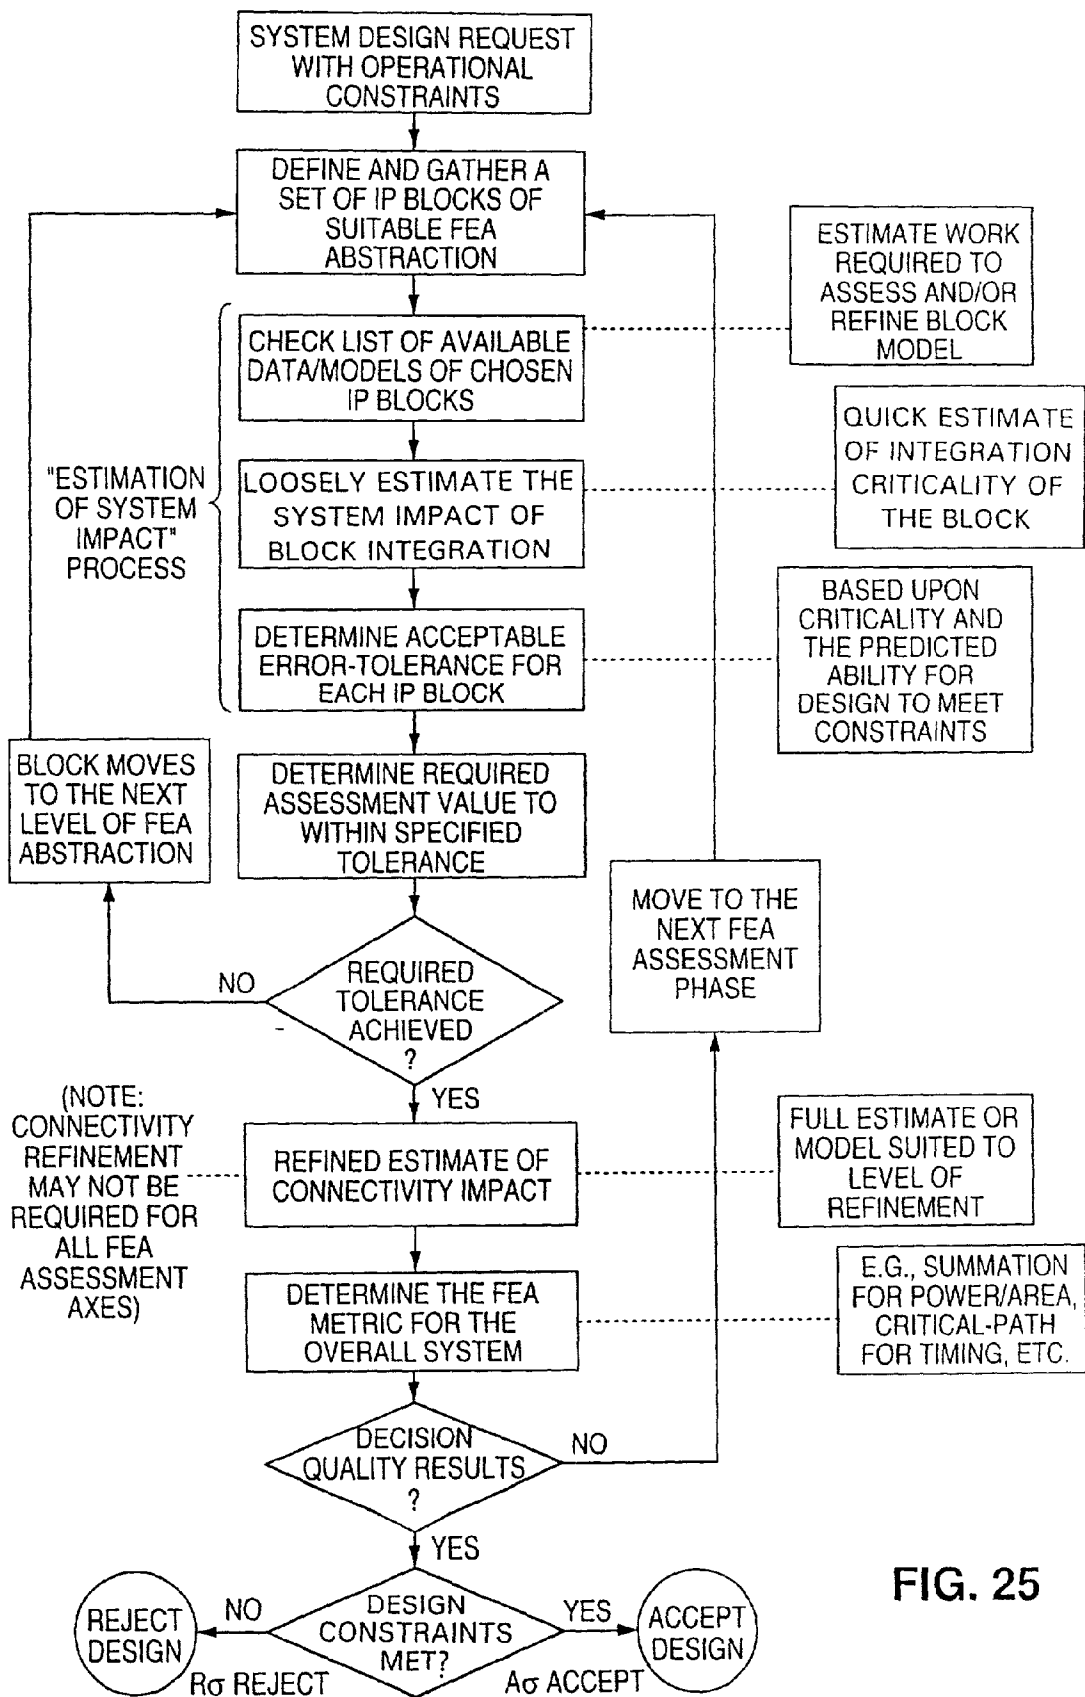 SYSTEM DESIGN REQUEST
WITH OPERATIONAL
CONSTRAINTS
DEFINE AND GATHER A
SET OF IP BLOCKS OF
SUITABLE FEA
ABSTRACTION
ESTIMATE WORK
REQUIRED TO
ASSESS AND/OR
REFINE BLOCK
MODEL
CHECK LIST OF AVAILABLE
DATA/MODELS OF CHOSEN
IP BLOCKS
QUICK ESTIMATE
OF INTEGRATION
CRITICALITY OF
THE BLOCK
"ESTIMATION
OF SYSTEM
IMPACT"
PROCESS
LOOSELY ESTIMATE THE
SYSTEM IMPACT OF
BLOCK INTEGRATION
BASED UPON
CRITICALITY AND
THE PREDICTED
ABILITY FOR
DESIGN TO MEET
CONSTRAINTS
DETERMINE ACCEPTABLE
ERROR-TOLERANCE FOR
EACH IP BLOCK
BLOCK MOVES
TO THE NEXT
LEVEL OF FEA
ABSTRACTION
DETERMINE REQUIRED
ASSESSMENT VALUE TO
WITHIN SPECIFIED
TOLERANCE
MOVE TO THE
NEXT FEA
ASSESSMENT
PHASE
NO
REQUIRED
TOLERANCE
ACHIEVED
?
YES
(NOTE:
CONNECTIVITY
REFINEMENT
MAY NOT BE
REQUIRED FOR
ALL FEA
ASSESSMENT
AXES)
REFINED ESTIMATE OF
CONNECTIVITY IMPACT
FULL ESTIMATE OR
MODEL SUITED TO
LEVEL OF
REFINEMENT
DETERMINE THE FEA
METRIC FOR THE
OVERALL SYSTEM
E.G., SUMMATION
FOR POWER/AREA,
CRITICAL-PATH
FOR TIMING, ETC.
DECISION
QUALITY RESULTS
?
NO
YES
REJECT
DESIGN
NO
DESIGN
CONSTRAINTS
MET?
YES
ACCEPT
DESIGN
Rσ REJECT
Aσ ACCEPT
FIG. 25